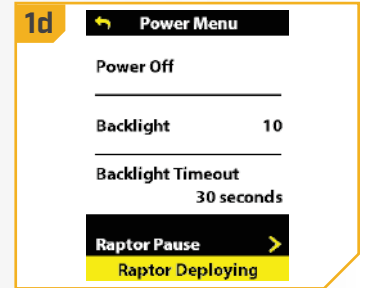 1d
Power Menu
Power Off
Backlight 10
Backlight Timeout
30 seconds
Raptor Pause >
Raptor Deploying